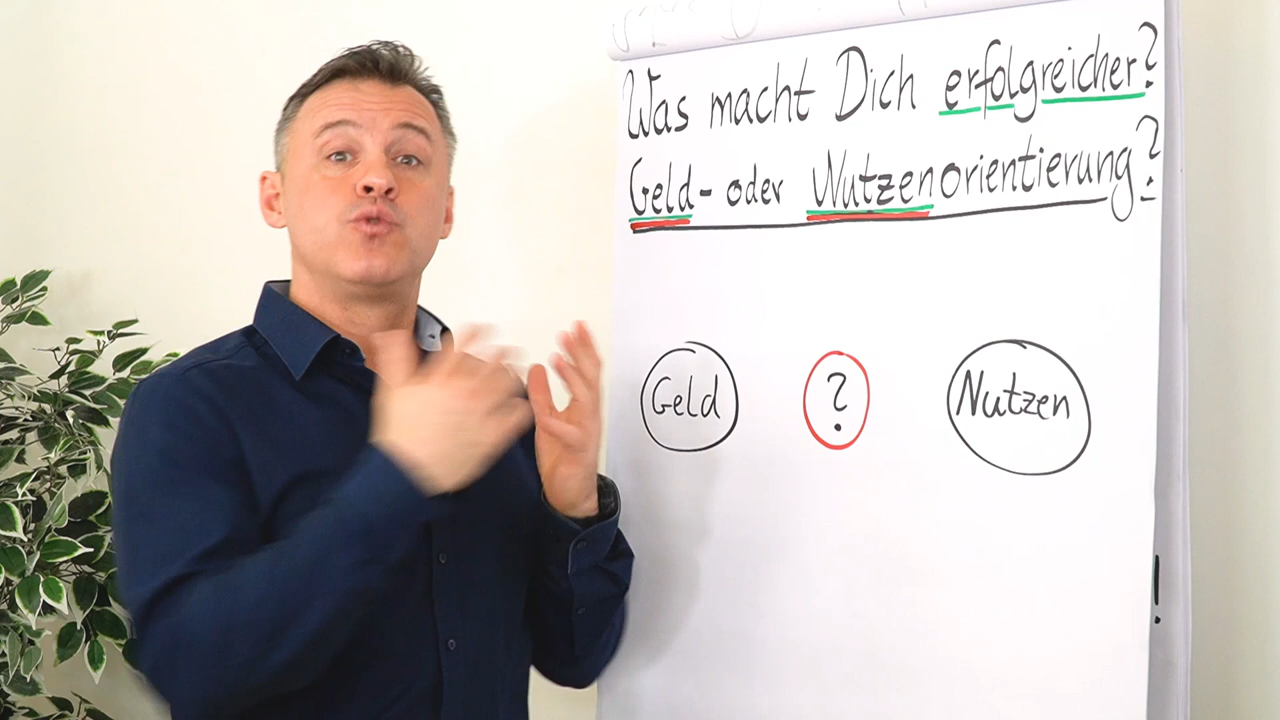 Was macht Dich erfolgreicher?
Geld- oder Nutzenorientierung?
Geld
?
Nutzen
!